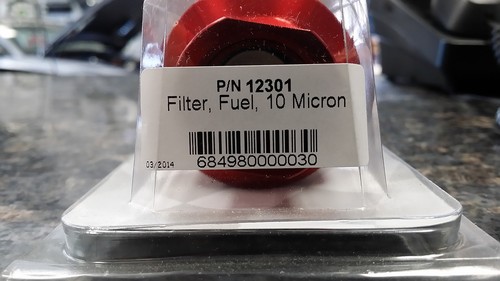 P/N 12301
Filter, Fuel, 10 Micron
03/2014
684980000030